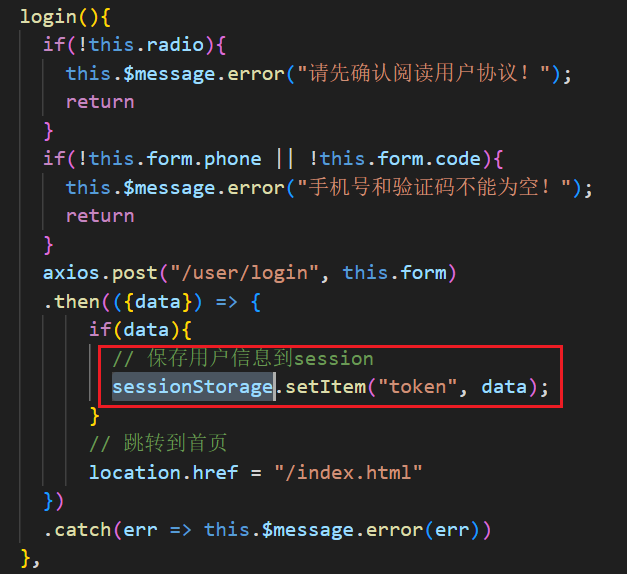 login(){
if(!this.radio){
this.$message.error("请先确认阅读用户协议！");
return
}
if(!this.form.phone || !this.form.code){
this.$message.error("手机号和验证码不能为空！");
return
}
axios.post("/user/login", this.form)
.then(({data}) => {
if(data){
// 保存用户信息到session
sessionStorage.setItem("token", data);
}
// 跳转到首页
location.href = "/index.html"
})
.catch(err => this.$message.error(err))
},